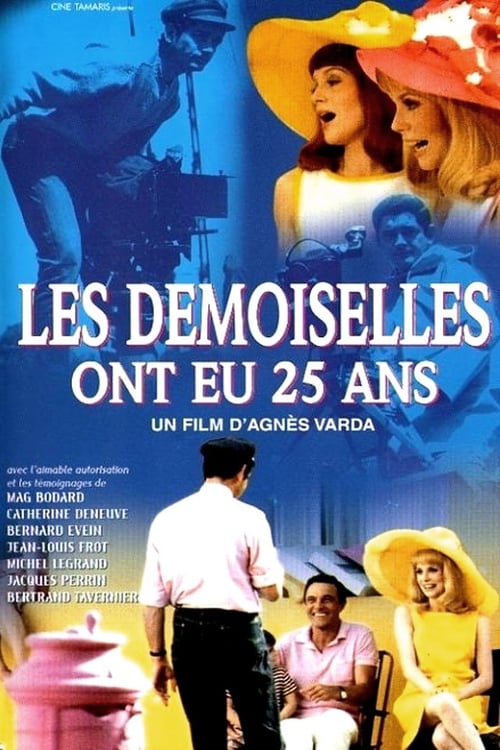 CINE TAMARIS présente
LES DEMOISELLES
ONT EU 25 ANS
UN FILM D'AGNÈS VARDA
avec l'aimable autorisation
et les témoignages de
MAG BODARD
CATHERINE DENEUVE
BERNARD EVEIN
JEAN-LOUIS FROT
MICHEL LEGRAND
JACQUES PERRIN
BERTRAND TAVERNIER